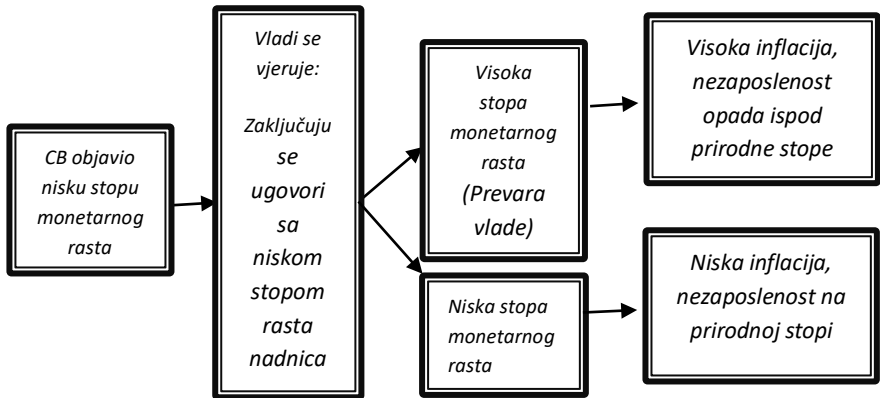 CB objavio
nisku stopu
monetarnog
rasta
Vladi se
vjeruje:
Zaključuju
se
ugovori
sa
niskom
stopom
rasta
nadnica
Visoka
stopa
monetarnog
rasta
(Prevara
vlade)
Visoka inflacija,
nezaposlenost
opada ispod
prirodne stope
Niska stopa
monetarnog
rasta
Niska inflacija,
nezaposlenost na
prirodnoj stopi